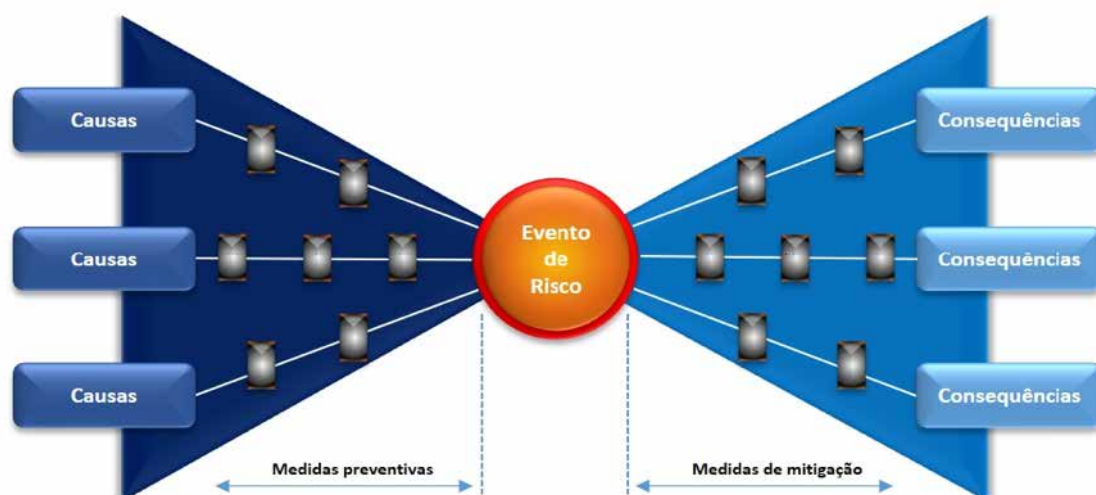 Causas
Consequências
Causas
Evento
de
Risco
Consequências
Causas
Consequências
Medidas preventivas
Medidas de mitigação